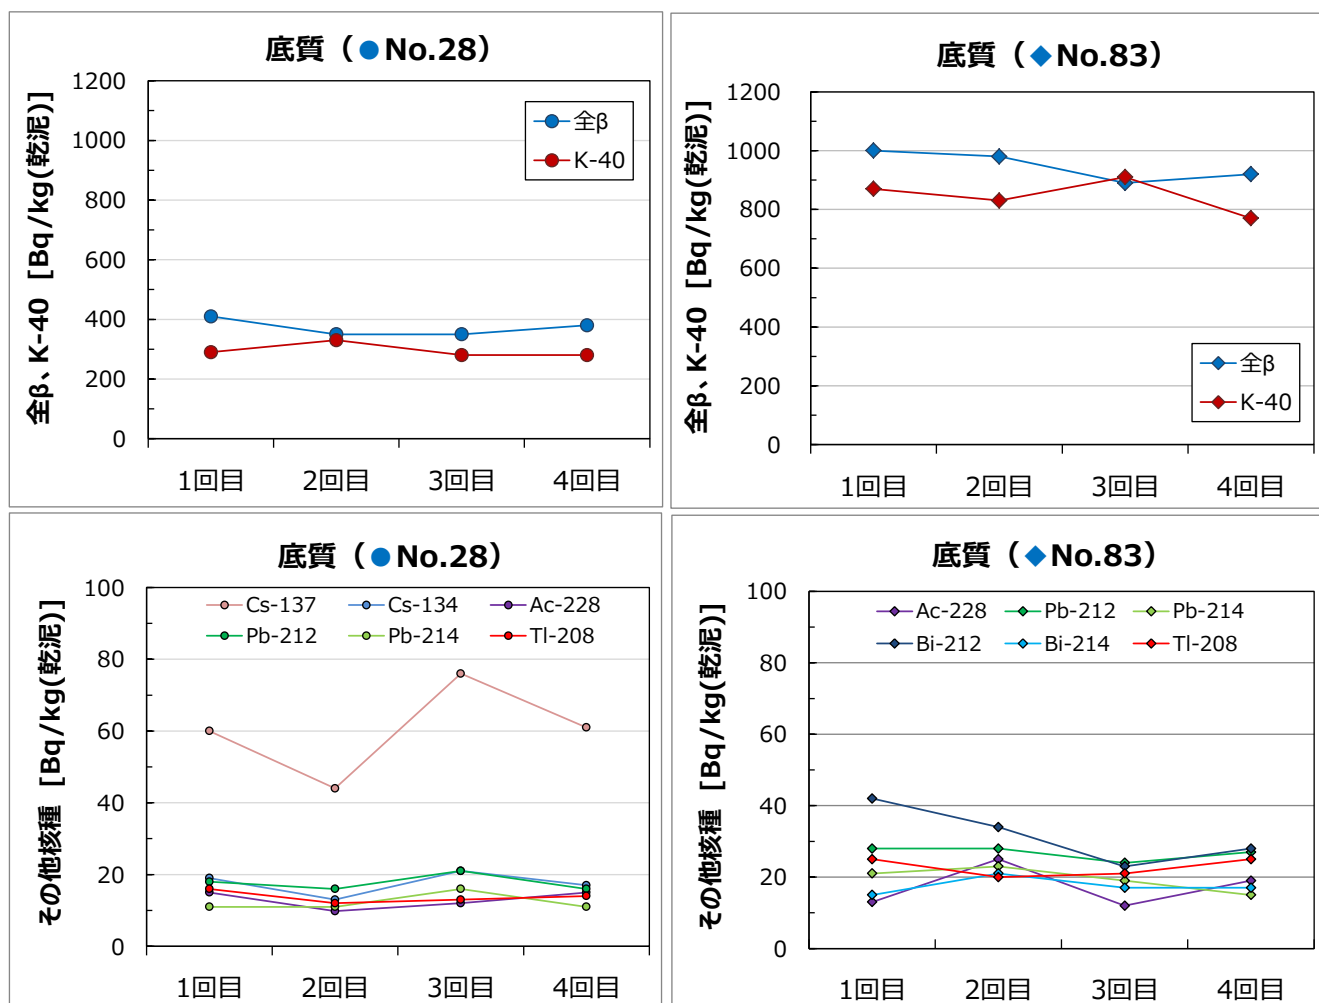 底質（●No.28）
全β、K-40 [Bq/kg(乾泥)]
1200
1000
800
600
400
200
0
全β
K-40
1回目 2回目 3回目 4回目
底質（◆No.83）
全β、K-40 [Bq/kg(乾泥)]
1200
1000
800
600
400
200
0
全β
K-40
1回目 2回目 3回目 4回目
底質（●No.28）
その他核種 [Bq/kg(乾泥)]
100
80
60
40
20
0
Cs-137 Cs-134 Ac-228
Pb-212 Pb-214 Tl-208
1回目 2回目 3回目 4回目
底質（◆No.83）
その他核種 [Bq/kg(乾泥)]
100
80
60
40
20
0
Ac-228 Pb-212 Pb-214
Bi-212 Bi-214 Tl-208
1回目 2回目 3回目 4回目